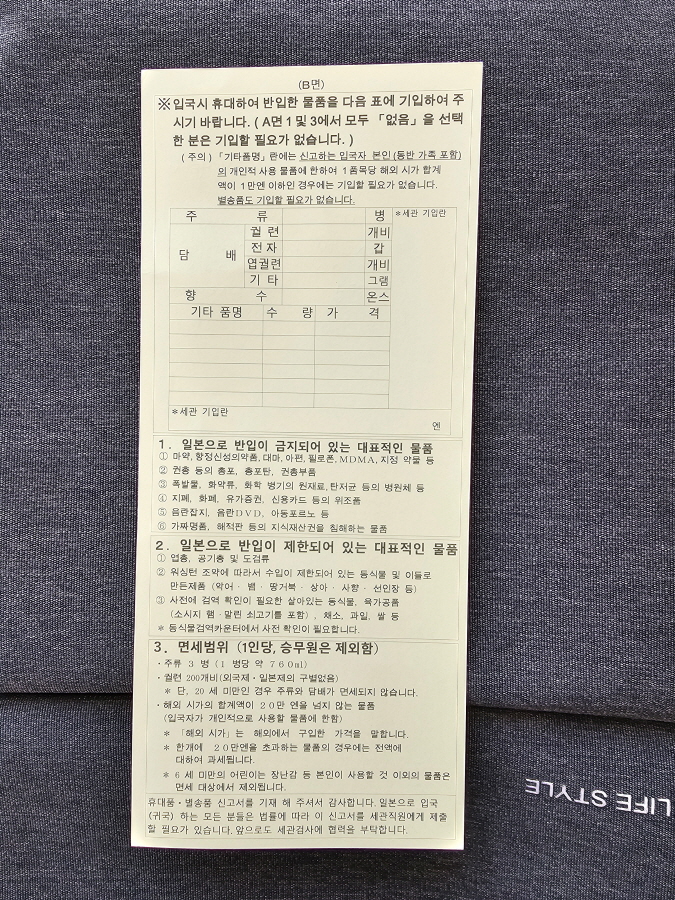 (B면)
※입국시 휴대하여 반입한 물품을 다음 표에 기입하여 주
시기 바랍니다. ( A면 1 및 3에서 모두 「없음」을 선택
한 분은 기입할 필요가 없습니다. )
( 주의 ) 「기타품명」란에는 신고하는 입국자 본인(동반 가족 포함)
의 개인적 사용 물품에 한하여 1품목당 해외 시가 합계
액이 1만엔 이하인 경우에는 기입할 필요가 없습니다.
별송품도 기입할 필요가 없습니다.
주 류 병 *세관 기입란
담 배 궐 련 개비
전 자 갑
엽궐련 개비
기 타 그램
향 수 온스
기타 품명 수 량 가 격
*세관 기입란
엔
1. 일본으로 반입이 금지되어 있는 대표적인 물품
① 마약, 향정신성의약품, 대마, 아편, 필로폰, MDMA, 지정 약물 등
② 권총 등의 총포, 총포탄, 권총부품
③ 폭발물, 화약류, 화학 병기의 원재료, 탄저균 등의 병원체 등
④ 지폐, 화폐, 유가증권, 신용카드 등의 위조품
⑤ 음란잡지, 음란DVD, 아동포르노 등
⑥ 가짜명품, 해적판 등의 지식재산권을 침해하는 물품
2. 일본으로 반입이 제한되어 있는 대표적인 물품
① 엽총, 공기총 및 도검류
② 워싱턴 조약에 따라서 수입이 제한되어 있는 동식물 및 이들로
만든제품 (악어 · 뱀 · 땅거북 · 상아 · 사향 · 선인장 등)
③ 사전에 검역 확인이 필요한 살아있는 동식물, 육가공품
(소시지 햄·말린 쇠고기를 포함) , 채소, 과일, 쌀 등
* 동식물검역카운터에서 사전 확인이 필요합니다.
3. 면세범위 (1인당, 승무원은 제외함)
·주류 3 병 (1 병당 약 760ml)
·궐련 200개비(외국제·일본제의 구별없음)
* 단, 20 세 미만인 경우 주류와 담배가 면세되지 않습니다.
·해외 시가의 합계액이 20만 엔을 넘지 않는 물품
(입국자가 개인적으로 사용할 물품에 한함)
* 「해외 시가」는 해외에서 구입한 가격을 말합니다.
* 한개에 20만엔을 초과하는 물품의 경우에는 전액에
대하여 과세됩니다.
* 6 세 미만의 어린이는 장난감 등 본인이 사용할 것 이외의 물품은
면세 대상에서 제외됩니다.
휴대품·별송품 신고서를 기재 해 주셔서 감사합니다. 일본으로 입국
(귀국) 하는 모든 분들은 법률에 따라 이 신고서를 세관직원에게 제출
할 필요가 있습니다. 앞으로도 세관검사에 협력을 부탁합니다.
LIFE STYLE